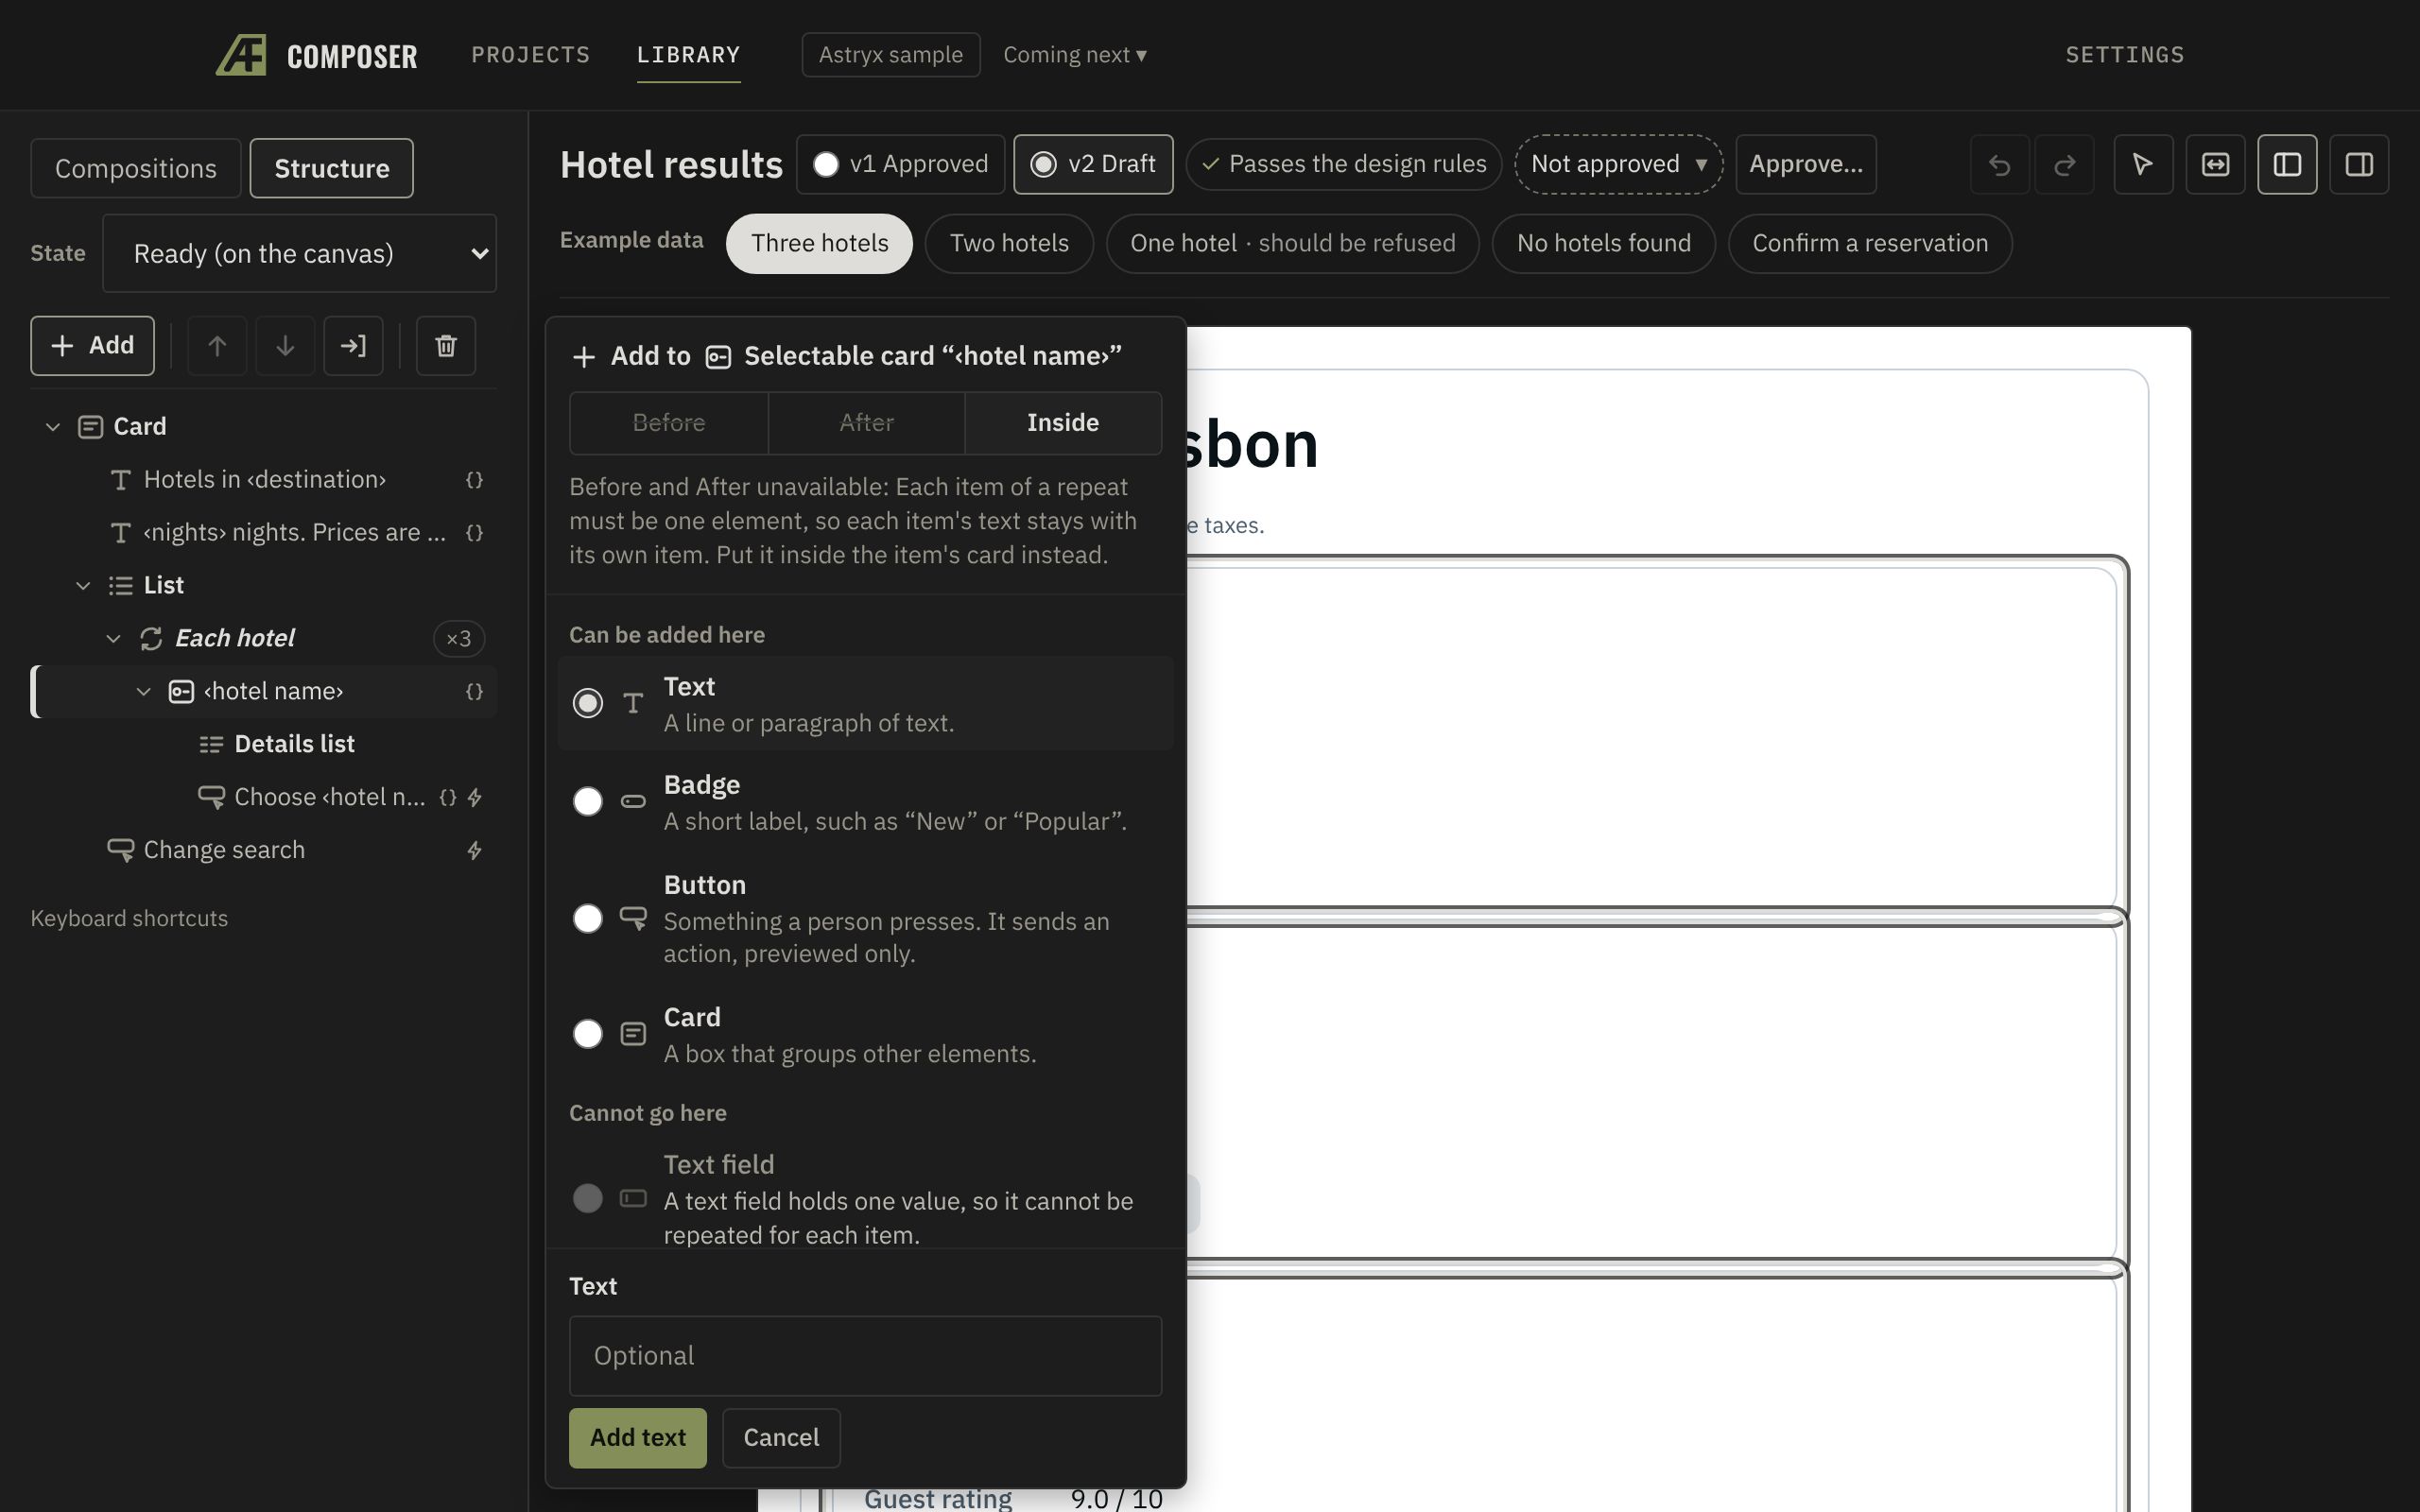 Æ COMPOSER PROJECTS LIBRARY Astryx sample Coming next ▾ SETTINGS
Compositions Structure
State Ready (on the canvas)
Add
Card
Hotels in ‹destination› {}
‹nights› nights. Prices are ... {}
List
Each hotel ×3
‹hotel name› {}
Details list
Choose ‹hotel n... {}
Change search
Keyboard shortcuts
Hotel results v1 Approved v2 Draft ✓ Passes the design rules Not approved ▾ Approve...
Example data Three hotels Two hotels One hotel · should be refused No hotels found Confirm a reservation
+ Add to Selectable card “‹hotel name›”
Before After Inside
Before and After unavailable: Each item of a repeat
must be one element, so each item's text stays with
its own item. Put it inside the item's card instead.
Can be added here
Text
A line or paragraph of text.
Badge
A short label, such as “New” or “Popular”.
Button
Something a person presses. It sends an
action, previewed only.
Card
A box that groups other elements.
Cannot go here
Text field
A text field holds one value, so it cannot be
repeated for each item.
Text
Optional
Add text Cancel
sbon
e taxes.
Guest rating 9.0 / 10